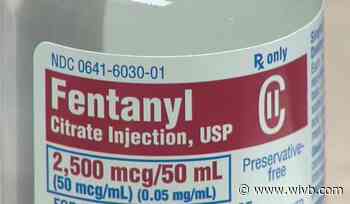 NDC 0641-6030-01
Rx only
Fentanyl
CII
Citrate Injection, USP
2,500 mcg/50 mL
(50 mcg/mL) (0.05 mg/mL)
Preservative-
free
www.wivb.com